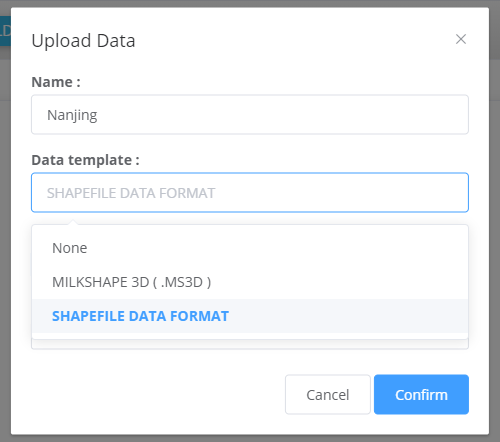 Upload Data
Name :
Nanjing
Data template :
SHAPEFILE DATA FORMAT
None
MILKSHAPE 3D ( .MS3D )
SHAPEFILE DATA FORMAT
Cancel
Confirm